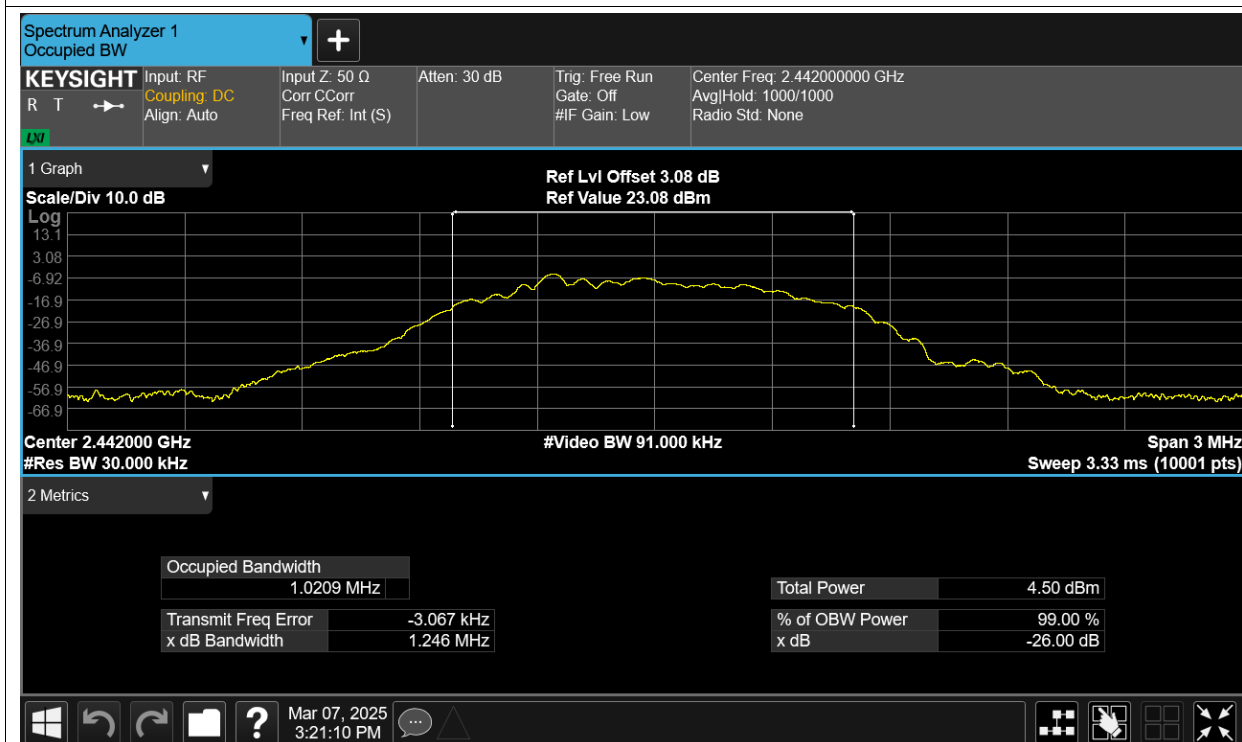 Spectrum Analyzer 1
Occupied BW
+
KEYSIGHT
R T
LXI
Input: RF
Coupling: DC
Align: Auto
Input Z: 50 Ω
Corr CCorr
Freq Ref: Int (S)
Atten: 30 dB
Trig: Free Run
Gate: Off
#IF Gain: Low
Center Freq: 2.442000000 GHz
Avg|Hold: 1000/1000
Radio Std: None
1 Graph
Ref Lvl Offset 3.08 dB
Scale/Div 10.0 dB
Ref Value 23.08 dBm
Log
13.1
3.08
-6.92
-16.9
-26.9
-36.9
-46.9
-56.9
-66.9
Center 2.442000 GHz
#Video BW 91.000 kHz
Span 3 MHz
#Res BW 30.000 kHz
Sweep 3.33 ms (10001 pts)
2 Metrics
Occupied Bandwidth
1.0209 MHz
Transmit Freq Error -3.067 kHz
x dB Bandwidth 1.246 MHz
Total Power 4.50 dBm
% of OBW Power 99.00 %
x dB -26.00 dB
?
Mar 07, 2025
3:21:10 PM